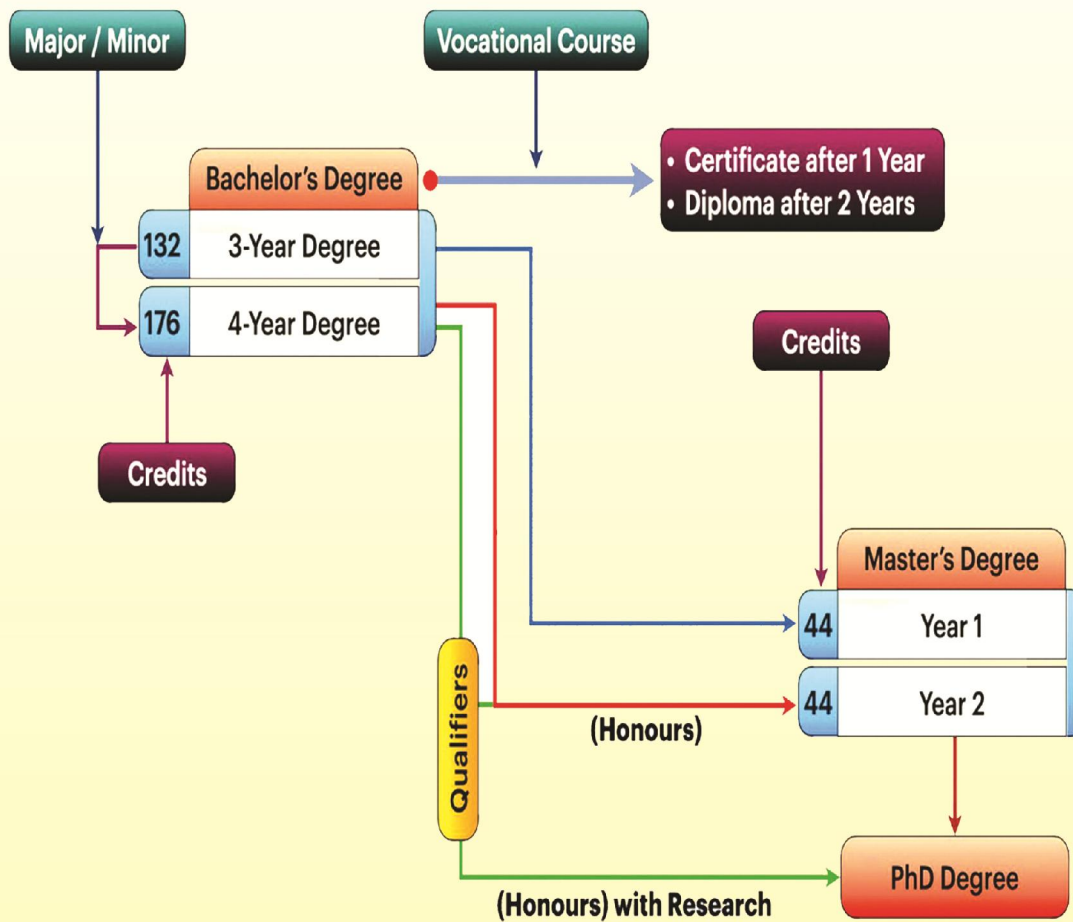 Major / Minor
Vocational Course
Bachelor's Degree
• Certificate after 1 Year
• Diploma after 2 Years
132
3-Year Degree
176
4-Year Degree
Credits
Credits
Master's Degree
44
Year 1
44
Year 2
Qualifiers
(Honours)
PhD Degree
(Honours) with Research